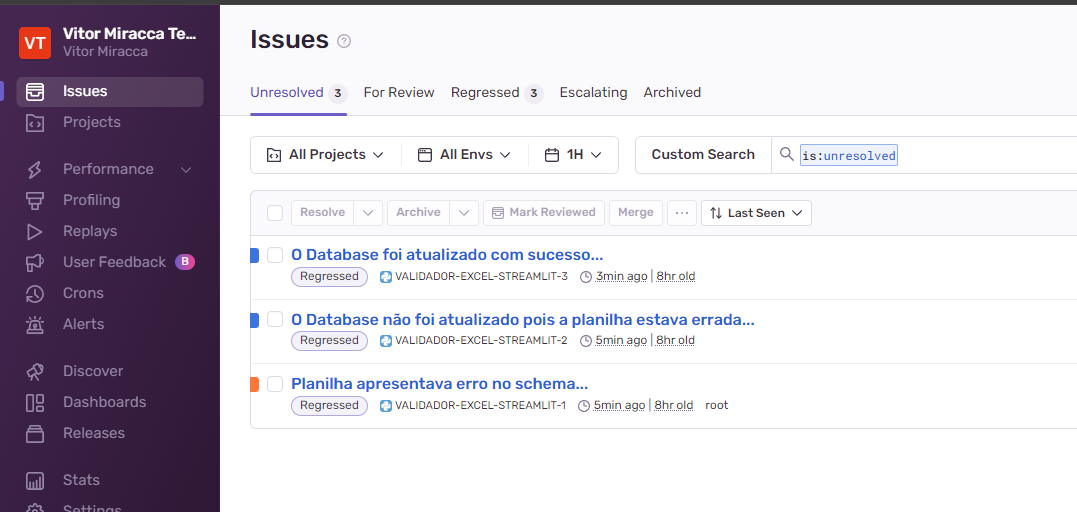 VT
Vitor Miracca Te...
Vitor Miracca
Issues
Projects
Performance
Profiling
Replays
User Feedback B
Crons
Alerts
Discover
Dashboards
Releases
Stats
Settings
Issues ?
Unresolved 3 For Review Regressed 3 Escalating Archived
All Projects All Envs 1H Custom Search is:unresolved
Resolve Archive Mark Reviewed Merge ... Last Seen
O Database foi atualizado com sucesso...
Regressed VALIDADOR-EXCEL-STREAMLIT-3 3min ago | 8hr old
O Database não foi atualizado pois a planilha estava errada...
Regressed VALIDADOR-EXCEL-STREAMLIT-2 5min ago | 8hr old
Planilha apresentava erro no schema...
Regressed VALIDADOR-EXCEL-STREAMLIT-1 5min ago | 8hr old root